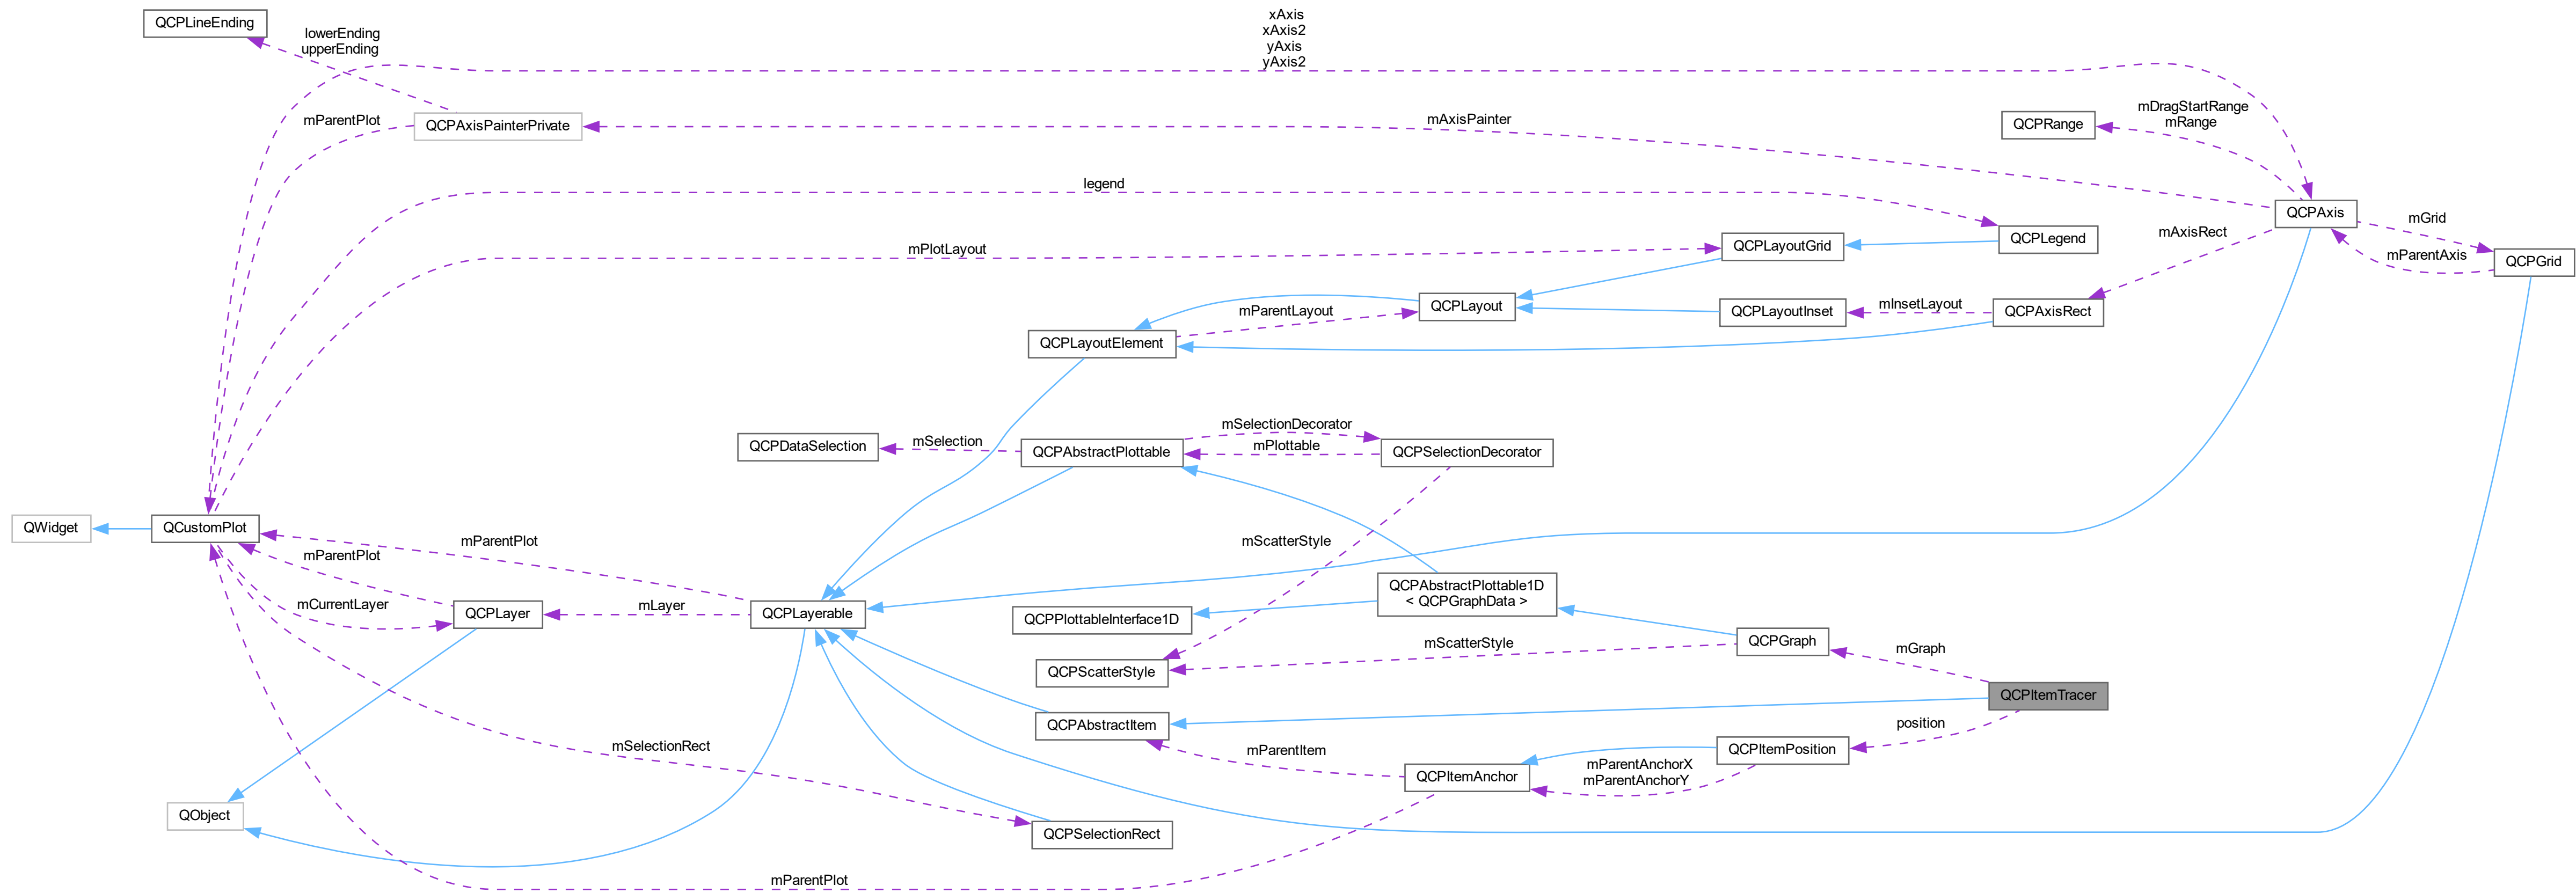 xAxis
xAxis2
yAxis
yAxis2
QCPLineEnding
lowerEnding
upperEnding
mParentPlot
QCPAxisPainterPrivate
mAxisPainter
mDragStartRange
mRange
QCPRange
legend
QCPAxis
mGrid
mAxisRect
QCPLegend
mPlotLayout
QCPLayoutGrid
mParentAxis
QCPGrid
QCPLayout
mParentLayout
QCPLayoutInset
mInsetLayout
QCPAxisRect
QCPLayoutElement
mSelectionDecorator
mPlottable
QCPDataSelection
mSelection
QCPAbstractPlottable
QCPSelectionDecorator
QWidget
QCustomPlot
mParentPlot
mParentPlot
mScatterStyle
mCurrentLayer
QCPLayer
mLayer
QCPLayerable
QCPAbstractPlottable1D
< QCPGraphData >
QCPPlottableInterface1D
QCPGraph
mScatterStyle
mGraph
QCPScatterStyle
QCPItemTracer
QCPAbstractItem
position
mSelectionRect
mParentItem
QCPItemPosition
mParentAnchorX
mParentAnchorY
QCPItemAnchor
QObject
QCPSelectionRect
mParentPlot